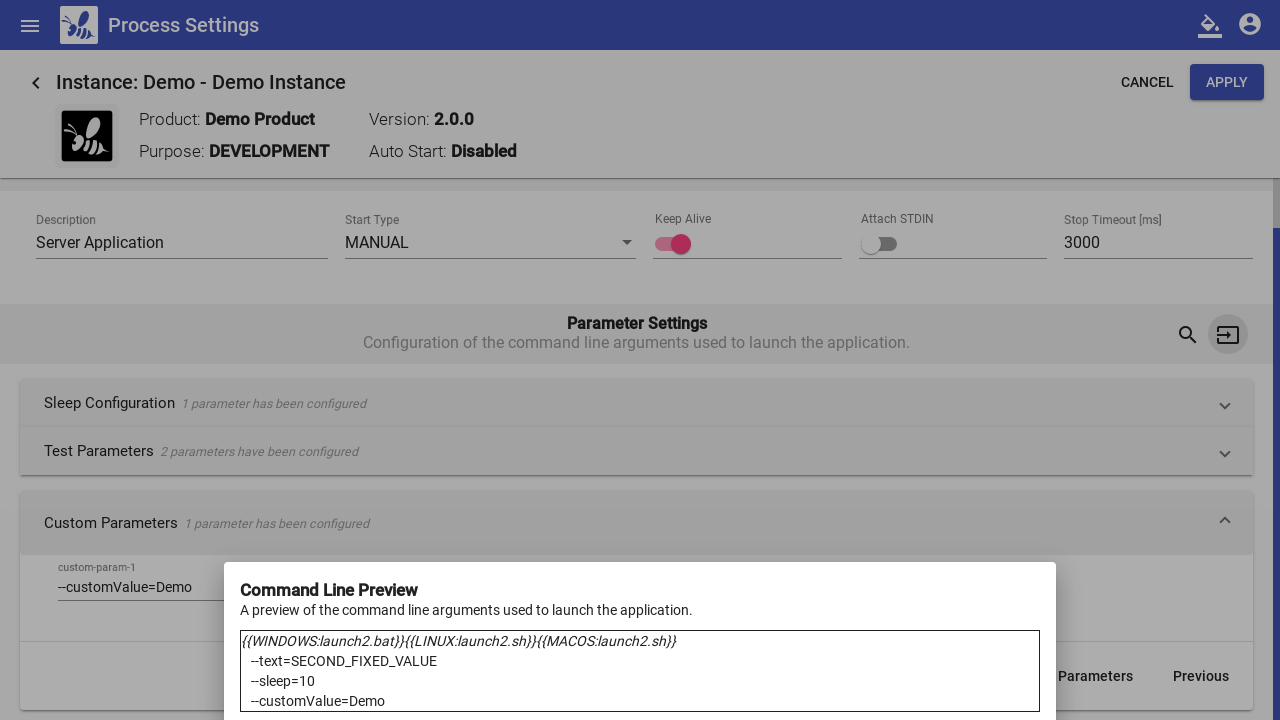 Process Settings
Instance: Demo - Demo Instance
CANCEL
APPLY
Product: Demo Product
Version: 2.0.0
Purpose: DEVELOPMENT
Auto Start: Disabled
Description
Server Application
Start Type
MANUAL
Keep Alive
Attach STDIN
Stop Timeout [ms]
3000
Parameter Settings
Configuration of the command line arguments used to launch the application.
Sleep Configuration 1 parameter has been configured
Test Parameters 2 parameters have been configured
Custom Parameters 1 parameter has been configured
custom-param-1
--customValue=Demo
Parameters
Previous
Command Line Preview
A preview of the command line arguments used to launch the application.
{{WINDOWS:launch2.bat}}{{LINUX:launch2.sh}}{{MACOS:launch2.sh}}
--text=SECOND_FIXED_VALUE
--sleep=10
--customValue=Demo